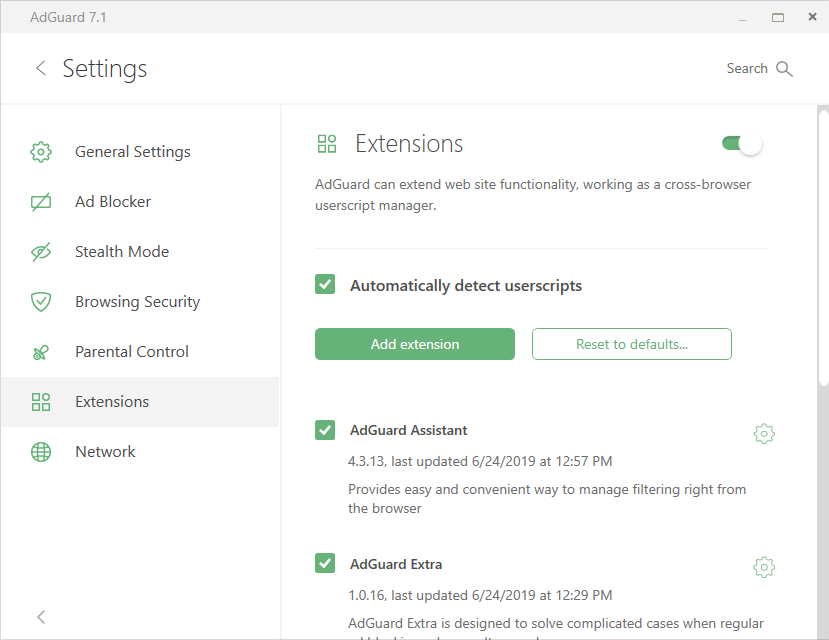 AdGuard 7.1
Settings
Search
General Settings
Ad Blocker
Stealth Mode
Browsing Security
Parental Control
Extensions
Network
Extensions
AdGuard can extend web site functionality, working as a cross-browser
userscript manager.
Automatically detect userscripts
Add extension
Reset to defaults...
AdGuard Assistant
4.3.13, last updated 6/24/2019 at 12:57 PM
Provides easy and convenient way to manage filtering right from
the browser
AdGuard Extra
1.0.16, last updated 6/24/2019 at 12:29 PM
AdGuard Extra is designed to solve complicated cases when regular